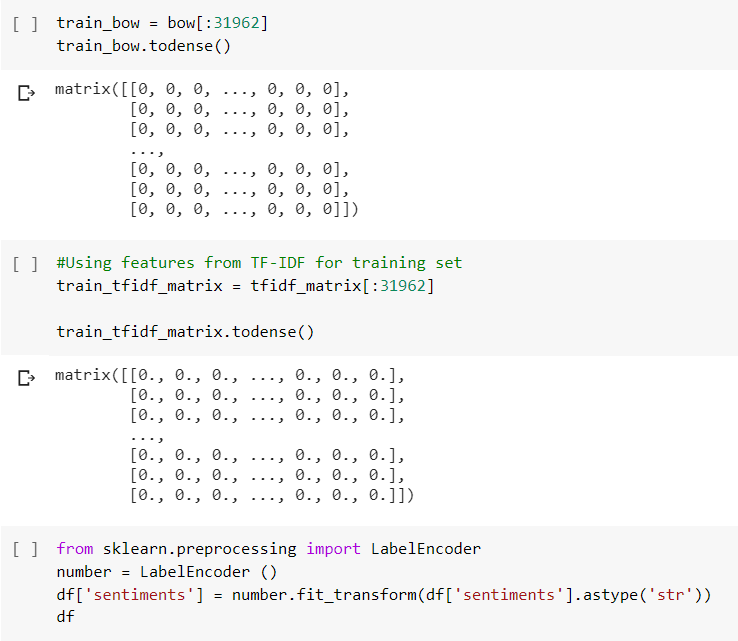 [ ] train_bow = bow[:31962]
train_bow.todense()
matrix([[0, 0, 0, ..., 0, 0, 0],
[0, 0, 0, ..., 0, 0, 0],
[0, 0, 0, ..., 0, 0, 0],
...,
[0, 0, 0, ..., 0, 0, 0],
[0, 0, 0, ..., 0, 0, 0],
[0, 0, 0, ..., 0, 0, 0]])
[ ] #Using features from TF-IDF for training set
train_tfidf_matrix = tfidf_matrix[:31962]
train_tfidf_matrix.todense()
matrix([[0., 0., 0., ..., 0., 0., 0.],
[0., 0., 0., ..., 0., 0., 0.],
[0., 0., 0., ..., 0., 0., 0.],
...,
[0., 0., 0., ..., 0., 0., 0.],
[0., 0., 0., ..., 0., 0., 0.],
[0., 0., 0., ..., 0., 0., 0.]])
[ ] from sklearn.preprocessing import LabelEncoder
number = LabelEncoder ()
df['sentiments'] = number.fit_transform(df['sentiments'].astype('str'))
df